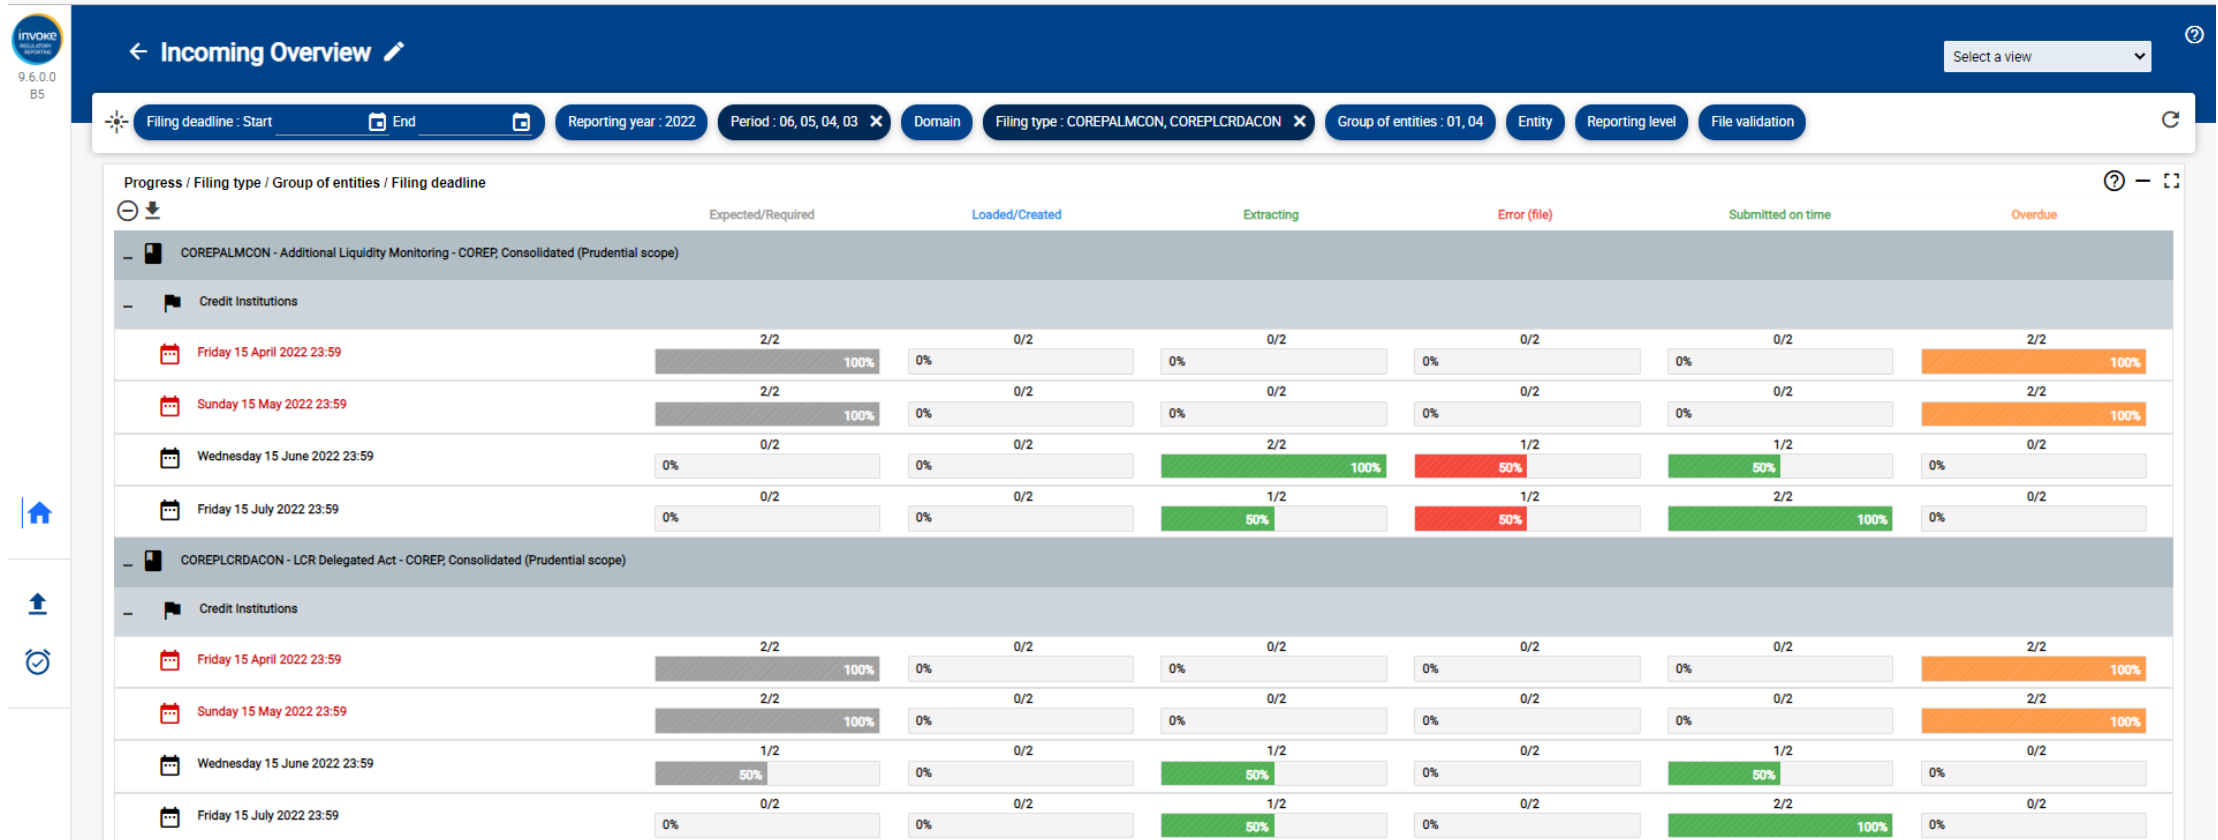 invoke
REGULATORY
REPORTING
9.6.0.0
B5
Incoming Overview
Select a view
Filing deadline : Start End
Reporting year : 2022
Period : 06, 05, 04, 03
Domain
Filing type : COREPALMCON, COREPLCRDACON
Group of entities : 01, 04
Entity
Reporting level
File validation
Progress / Filing type / Group of entities / Filing deadline
Expected/Required Loaded/Created Extracting Error (file) Submitted on time Overdue
COREPALMCON - Additional Liquidity Monitoring - COREP, Consolidated (Prudential scope)
Credit Institutions
2/2 0/2 0/2 0/2 0/2 2/2
Friday 15 April 2022 23:59
100% 0% 0% 0% 0% 100%
2/2 0/2 0/2 0/2 0/2 2/2
Sunday 15 May 2022 23:59
100% 0% 0% 0% 0% 100%
0/2 0/2 2/2 1/2 1/2 0/2
Wednesday 15 June 2022 23:59
0% 0% 100% 50% 50% 0%
0/2 0/2 1/2 1/2 2/2 0/2
Friday 15 July 2022 23:59
0% 0% 50% 50% 100% 0%
COREPLCRDACON - LCR Delegated Act - COREP, Consolidated (Prudential scope)
Credit Institutions
2/2 0/2 0/2 0/2 0/2 2/2
Friday 15 April 2022 23:59
100% 0% 0% 0% 0% 100%
2/2 0/2 0/2 0/2 0/2 2/2
Sunday 15 May 2022 23:59
100% 0% 0% 0% 0% 100%
1/2 0/2 1/2 0/2 1/2 0/2
Wednesday 15 June 2022 23:59
50% 0% 50% 0% 50% 0%
0/2 0/2 1/2 0/2 2/2 0/2
Friday 15 July 2022 23:59
0% 0% 50% 0% 100% 0%